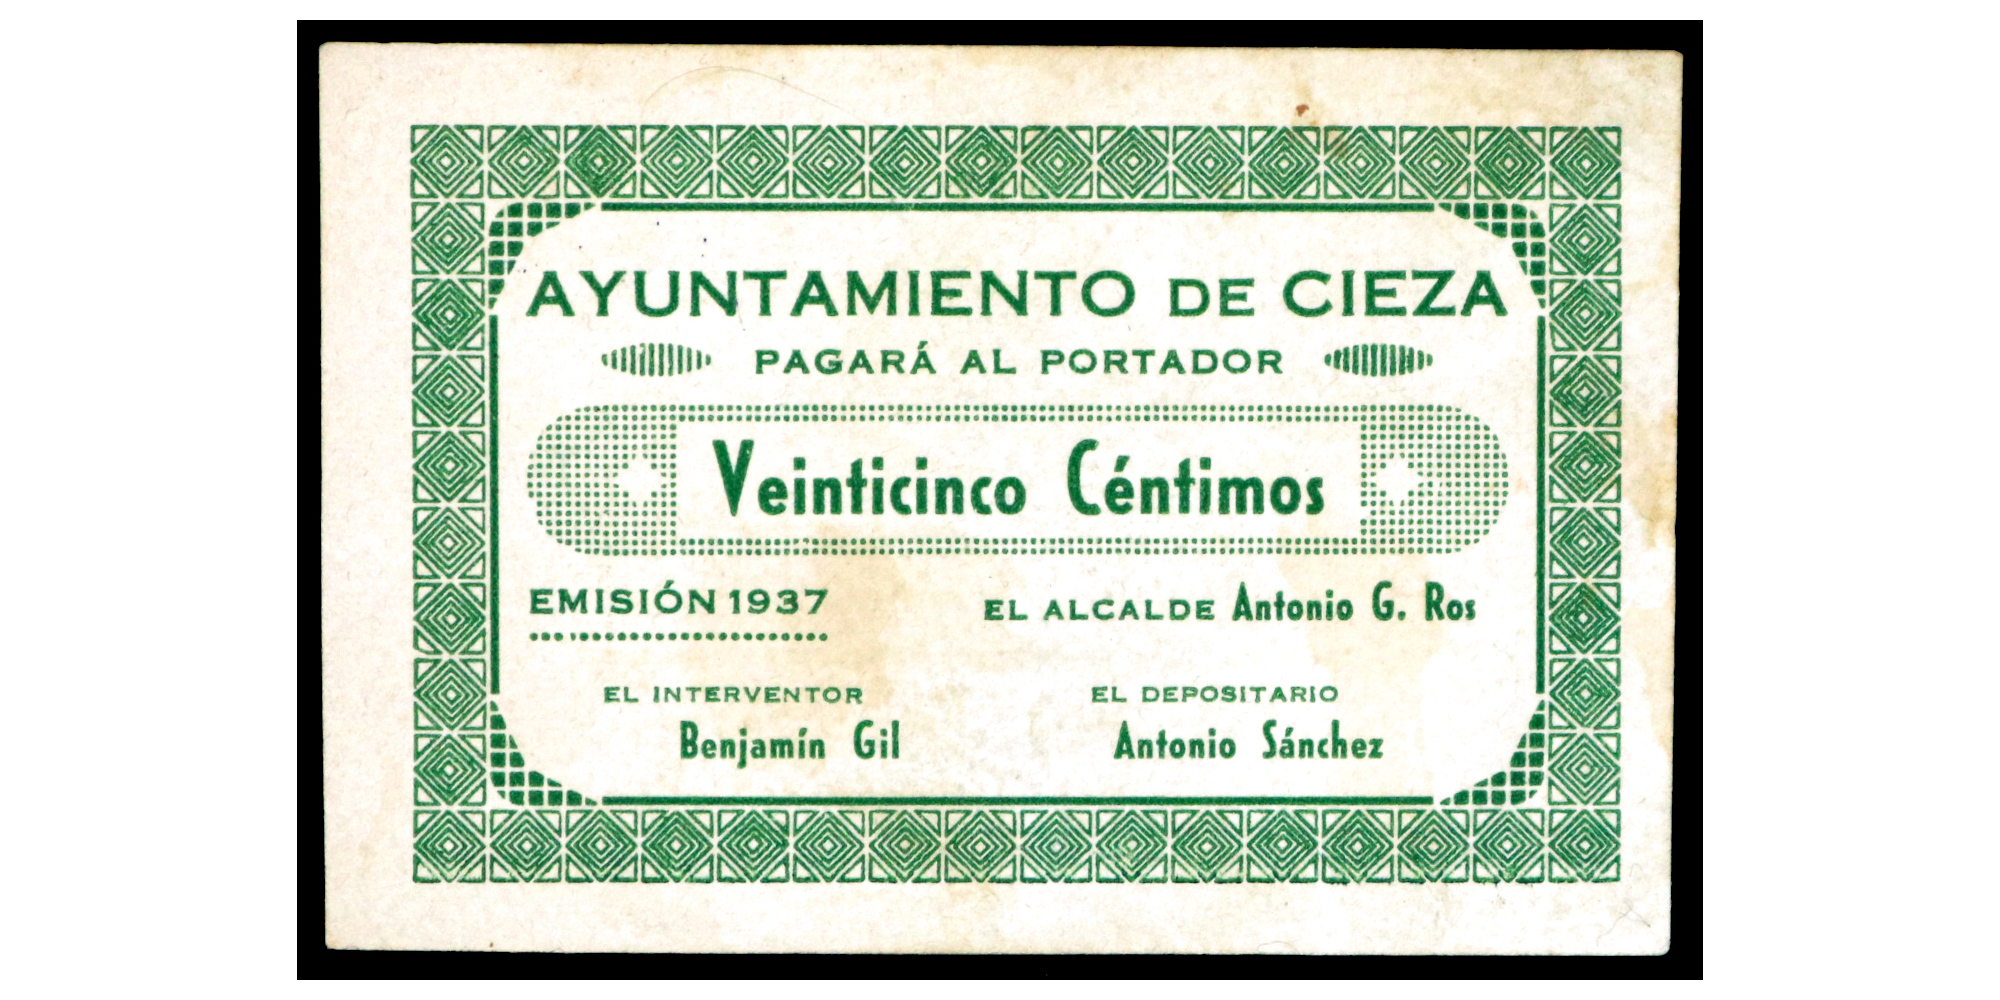 AYUNTAMIENTO DE CIEZA
PAGARÁ AL PORTADOR
Veinticinco Céntimos
EMISIÓN 1937
EL ALCALDE Antonio G. Ros
EL INTERVENTOR
Benjamín Gil
EL DEPOSITARIO
Antonio Sánchez